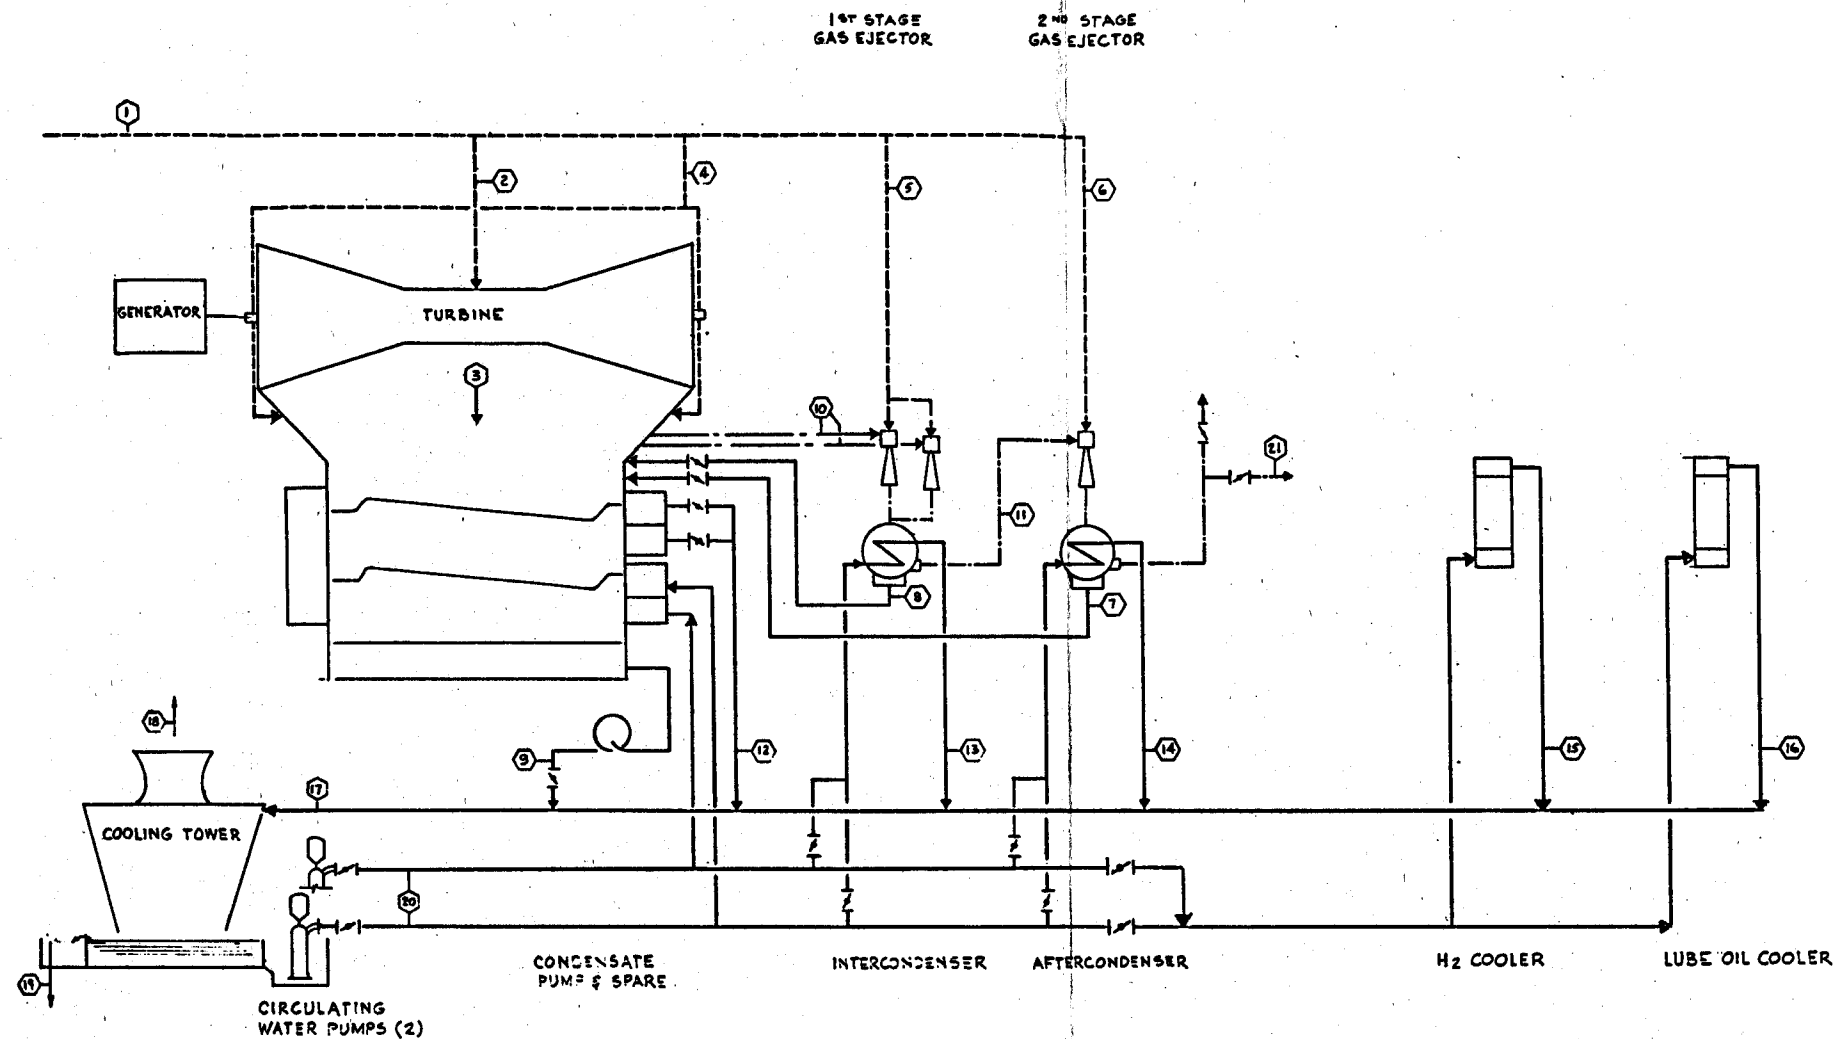 1ST STAGE
GAS EJECTOR
2ND STAGE
GAS EJECTOR
1
2
4
5
6
GENERATOR
TURBINE
3
10
21
11
8
7
18
9
12
13
14
15
16
17
COOLING TOWER
20
19
CONDENSATE
PUMP & SPARE
INTERCONDENSER
AFTERCONDENSER
H2 COOLER
LUBE OIL COOLER
CIRCULATING
WATER PUMPS (2)